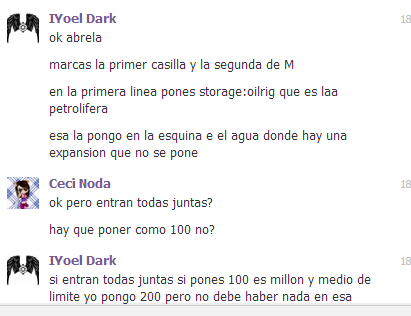 IYoel Dark
18
ok abrela
marcas la primer casilla y la segunda de M
en la primera linea pones storage:oilrig que es laa
petrolifera
esa la pongo en la esquina e el agua donde hay una
expansion que no se pone
Ceci Noda
18
ok pero entran todas juntas?
hay que poner como 100 no?
IYoel Dark
18
si entran todas juntas si pones 100 es millon y medio de
limite yo pongo 200 pero no debe haber nada en esa